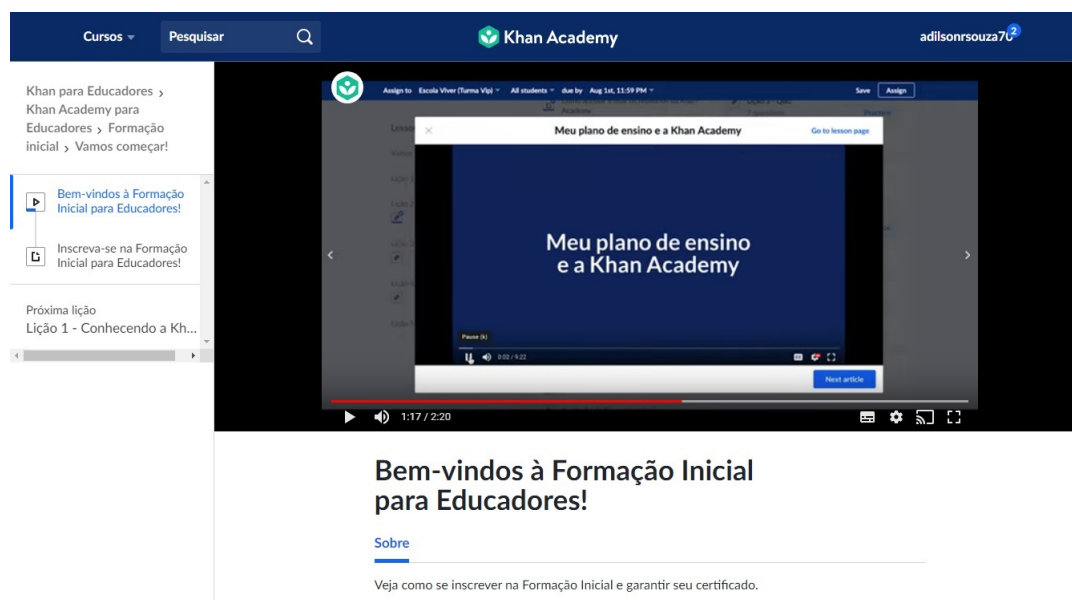 Cursos
Pesquisar
Khan Academy
adilsonrsouza70
2
Khan para Educadores >
Khan Academy para
Educadores > Formação
inicial > Vamos começar!
Bem-vindos à Formação
Inicial para Educadores!
Inscreva-se na Formação
Inicial para Educadores!
Próxima lição
Lição 1 - Conhecendo a Kh...
Assign to Escola Viver (Turma Vip) All students due by Aug 1st, 11:59 PM Save Assign
Meu plano de ensino e a Khan Academy
Go to lesson page
Meu plano de ensino
e a Khan Academy
Pause (k)
0:02 / 9:22
Next article
1:17 / 2:20
Bem-vindos à Formação Inicial
para Educadores!
Sobre
Veja como se inscrever na Formação Inicial e garantir seu certificado.